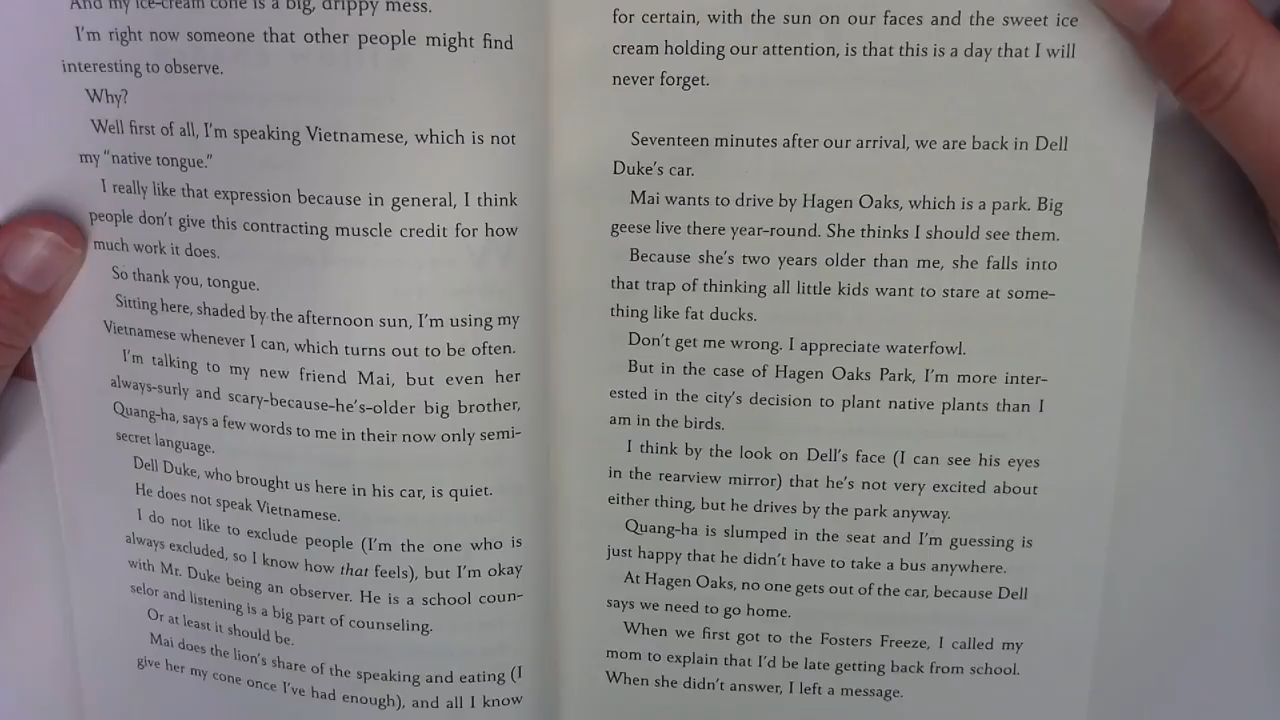 And my ice-cream cone is a big, drippy mess.
I'm right now someone that other people might find
interesting to observe.
Why?
Well first of all, I'm speaking Vietnamese, which is not
my "native tongue."
I really like that expression because in general, I think
people don't give this contracting muscle credit for how
much work it does.
So thank you, tongue.
Sitting here, shaded by the afternoon sun, I'm using my
Vietnamese whenever I can, which turns out to be often.
I'm talking to my new friend Mai, but even her
always-surly and scary-because-he's-older big brother,
Quang-ha, says a few words to me in their now only semi-
secret language.
Dell Duke, who brought us here in his car, is quiet.
He does not speak Vietnamese.
I do not like to exclude people (I'm the one who is
always excluded, so I know how that feels), but I'm okay
with Mr. Duke being an observer. He is a school coun-
selor and listening is a big part of counseling.
Or at least it should be.
Mai does the lion's share of the speaking and eating (I
give her my cone once I've had enough), and all I know
for certain, with the sun on our faces and the sweet ice
cream holding our attention, is that this is a day that I will
never forget.
Seventeen minutes after our arrival, we are back in Dell
Duke's car.
Mai wants to drive by Hagen Oaks, which is a park. Big
geese live there year-round. She thinks I should see them.
Because she's two years older than me, she falls into
that trap of thinking all little kids want to stare at some-
thing like fat ducks.
Don't get me wrong. I appreciate waterfowl.
But in the case of Hagen Oaks Park, I'm more inter-
ested in the city's decision to plant native plants than I
am in the birds.
I think by the look on Dell's face (I can see his eyes
in the rearview mirror) that he's not very excited about
either thing, but he drives by the park anyway.
Quang-ha is slumped in the seat and I'm guessing is
just happy that he didn't have to take a bus anywhere.
At Hagen Oaks, no one gets out of the car, because Dell
says we need to go home.
When we first got to the Fosters Freeze, I called my
mom to explain that I'd be late getting back from school.
When she didn't answer, I left a message.